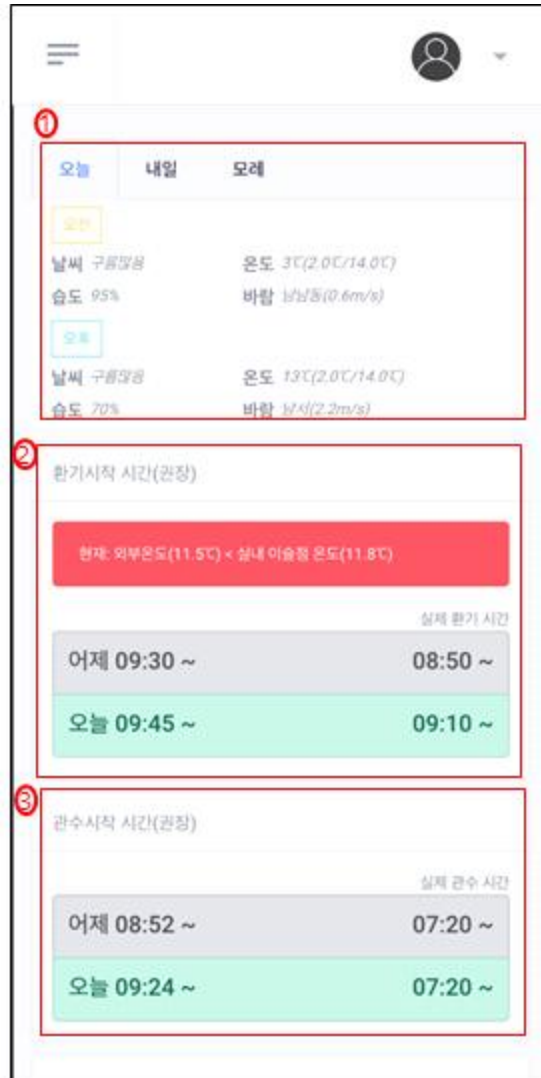 ①
오늘 내일 모레
오전
날씨 구름많음 온도 3℃(2.0℃/14.0℃)
습도 95% 바람 남남동(0.6m/s)
오후
날씨 구름많음 온도 13℃(2.0℃/14.0℃)
습도 70% 바람 남서(2.2m/s)
②
환기시작 시간(권장)
현재: 외부온도(11.5℃) < 실내 이슬점 온도(11.8℃)
실제 환기 시간
어제 09:30 ~ 08:50 ~
오늘 09:45 ~ 09:10 ~
③
관수시작 시간(권장)
실제 관수 시간
어제 08:52 ~ 07:20 ~
오늘 09:24 ~ 07:20 ~